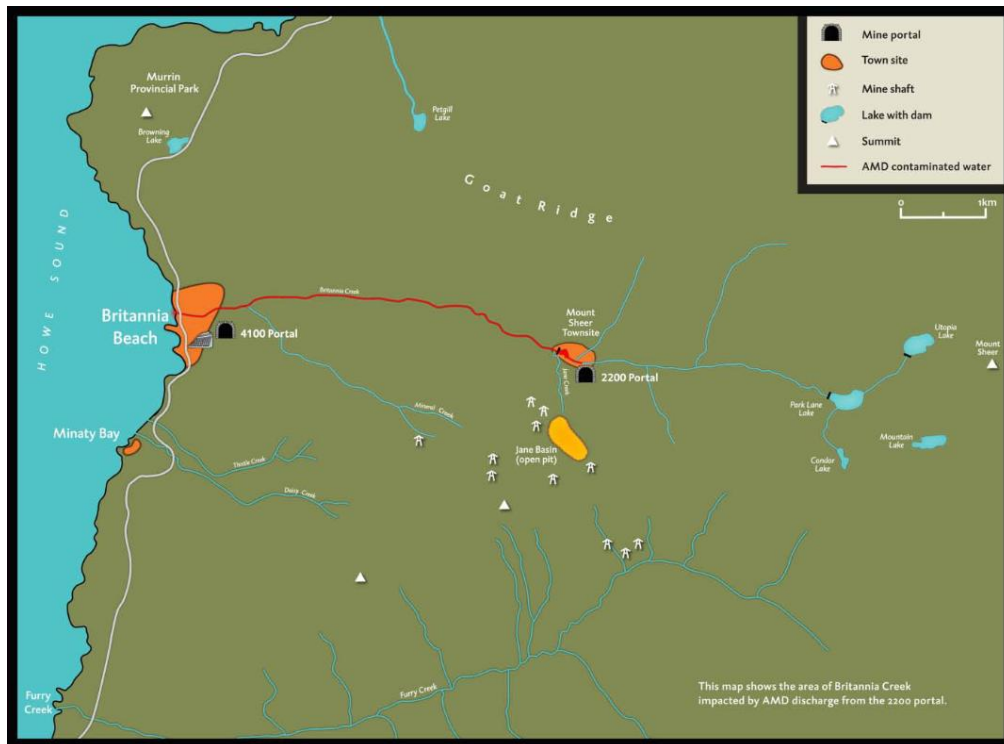 Mine portal
Town site
Mine shaft
Lake with dam
Summit
AMD contaminated water
0 1km
Murrin
Provincial Park
Browning
Lake
Petgill
Lake
Goat Ridge
HOWE SOUND
Britannia
Beach
4100 Portal
Britannia Creek
Mount
Sheer
Townsite
2200 Portal
Jane Creek
Utopia
Lake
Mount
Sheer
Park Lane
Lake
Mountain
Lake
Condor
Lake
Mineral Creek
Minaty Bay
Jane Basin
(open pit)
Thistle Creek
Daisy Creek
Furry
Creek
Furry Creek
This map shows the area of Britannia Creek
impacted by AMD discharge from the 2200 portal.